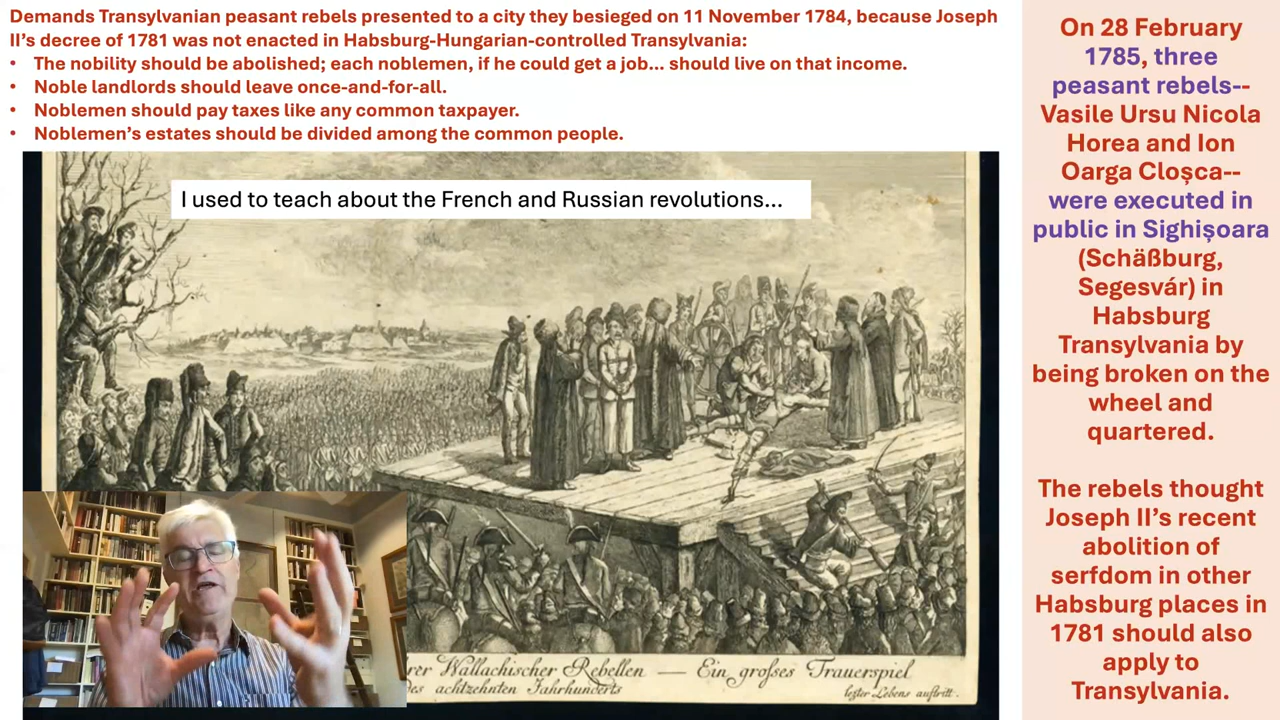 Demands Transylvanian peasant rebels presented to a city they besieged on 11 November 1784, because Joseph
II’s decree of 1781 was not enacted in Habsburg-Hungarian-controlled Transylvania:
• The nobility should be abolished; each noblemen, if he could get a job... should live on that income.
• Noble landlords should leave once-and-for-all.
• Noblemen should pay taxes like any common taxpayer.
• Noblemen’s estates should be divided among the common people.
I used to teach about the French and Russian revolutions...
rer Wallachischer Rebellen — Ein großes Trauerspiel
des achtzehnten Jahrhunderts
lezter Lebens auftritt.
On 28 February
1785, three
peasant rebels--
Vasile Ursu Nicola
Horea and Ion
Oarga Cloșca--
were executed in
public in Sighișoara
(Schäßburg,
Segesvár) in
Habsburg
Transylvania by
being broken on the
wheel and
quartered.
The rebels thought
Joseph II’s recent
abolition of
serfdom in other
Habsburg places in
1781 should also
apply to
Transylvania.